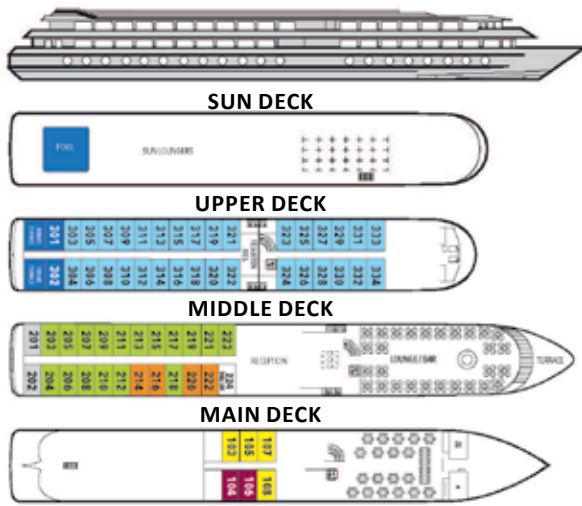 SUN DECK
POOL
SUN LOUNGERS
UPPER DECK
301 303 305 307 309 311 313 315 317 319 321 323 325 327 329 331 333
302 304 306 308 310 312 314 316 318 320 322 324 326 328 330 332 334
MIDDLE DECK
201 203 205 207 209 211 213 215 217 219 221 223
RECEPTION
LOUNGE / BAR
TERRACE
202 204 206 208 210 212 214 216 218 220 222 224
MAIN DECK
103 105 107
104 106 108